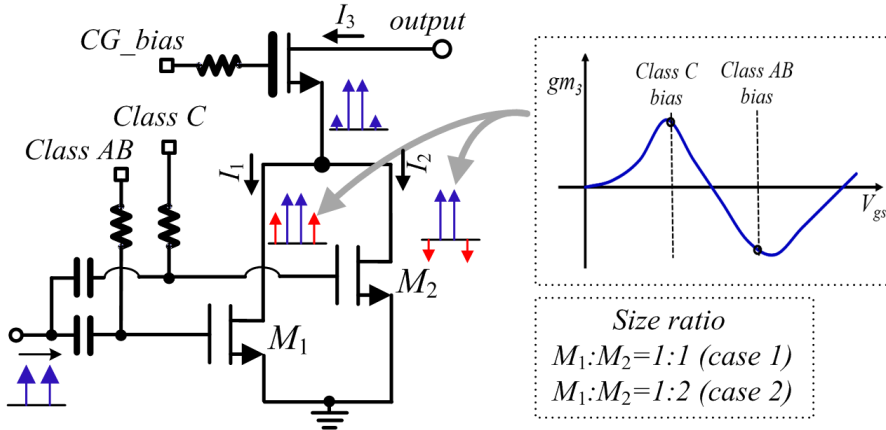 I3
output
CG_bias
Class C
Class AB
I1
I2
M2
M1
gm3
Class C
bias
Class AB
bias
Vgs
Size ratio
M1:M2=1:1 (case 1)
M1:M2=1:2 (case 2)